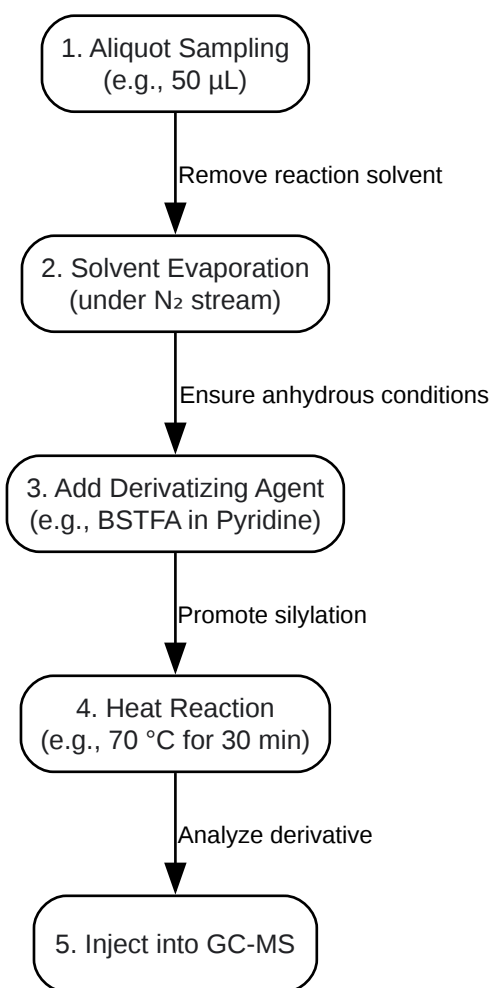 1. Aliquot Sampling
(e.g., 50 µL)
Remove reaction solvent
2. Solvent Evaporation
(under N₂ stream)
Ensure anhydrous conditions
3. Add Derivatizing Agent
(e.g., BSTFA in Pyridine)
Promote silylation
4. Heat Reaction
(e.g., 70 °C for 30 min)
Analyze derivative
5. Inject into GC-MS